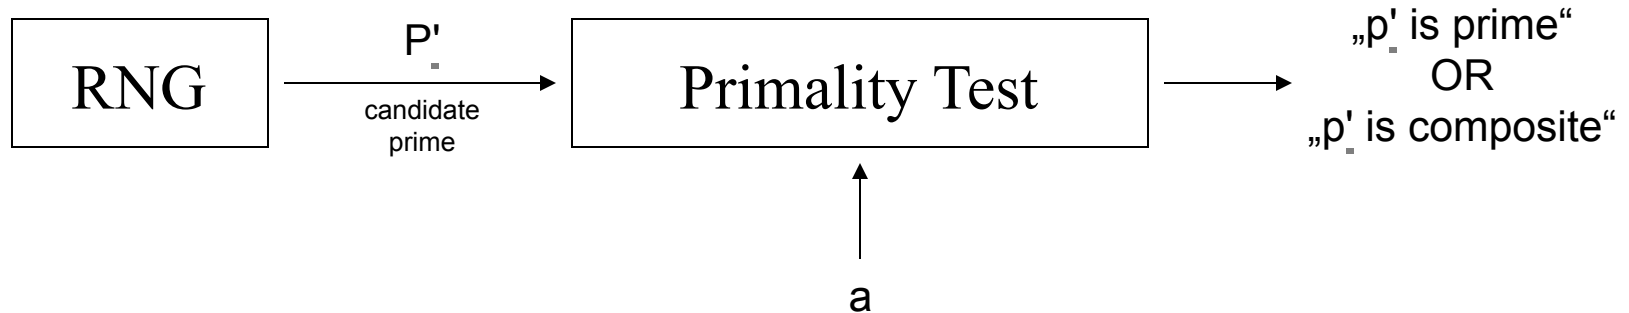 RNG
P'
candidate
prime
Primality Test
„p' is prime“
OR
„p' is composite“
a